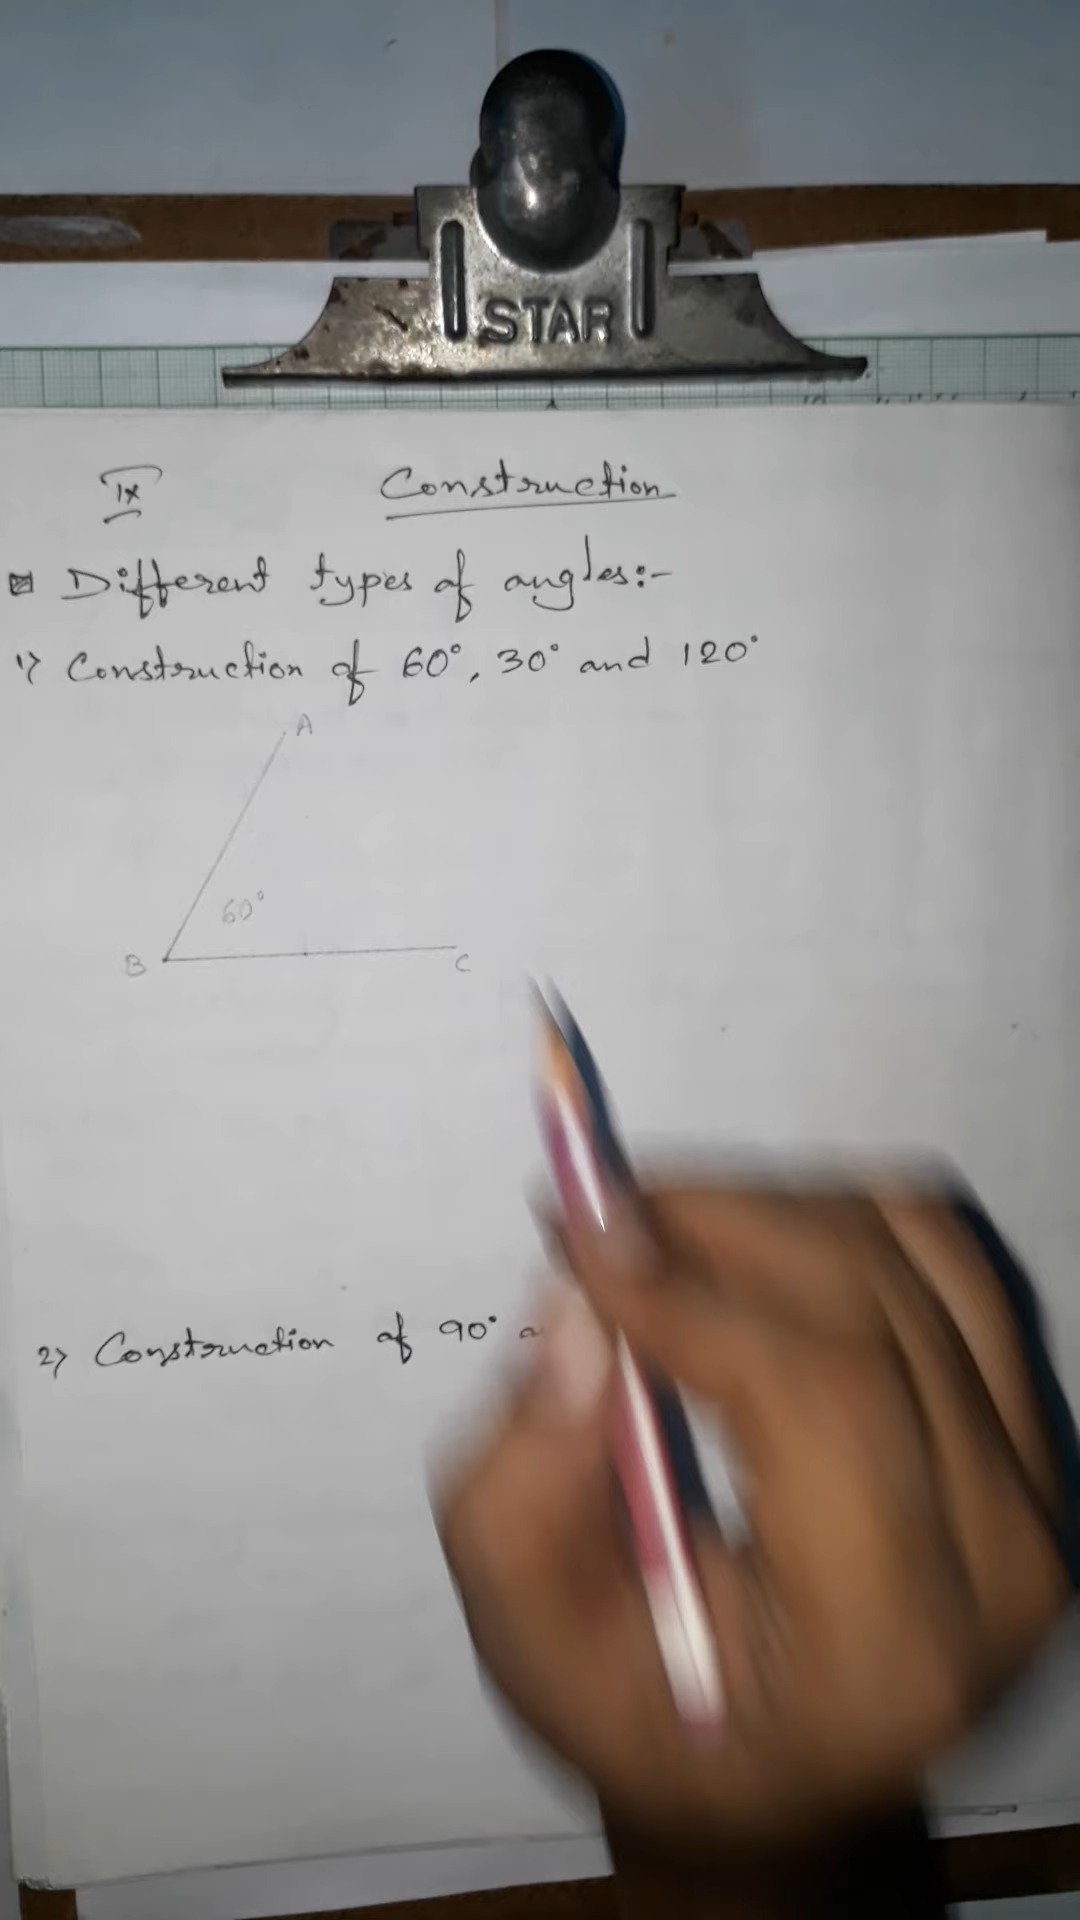 STAR
IX
Construction
Different types of angles:-
1) Construction of 60°, 30° and 120°
A
60°
B
C
2) Construction of 90°